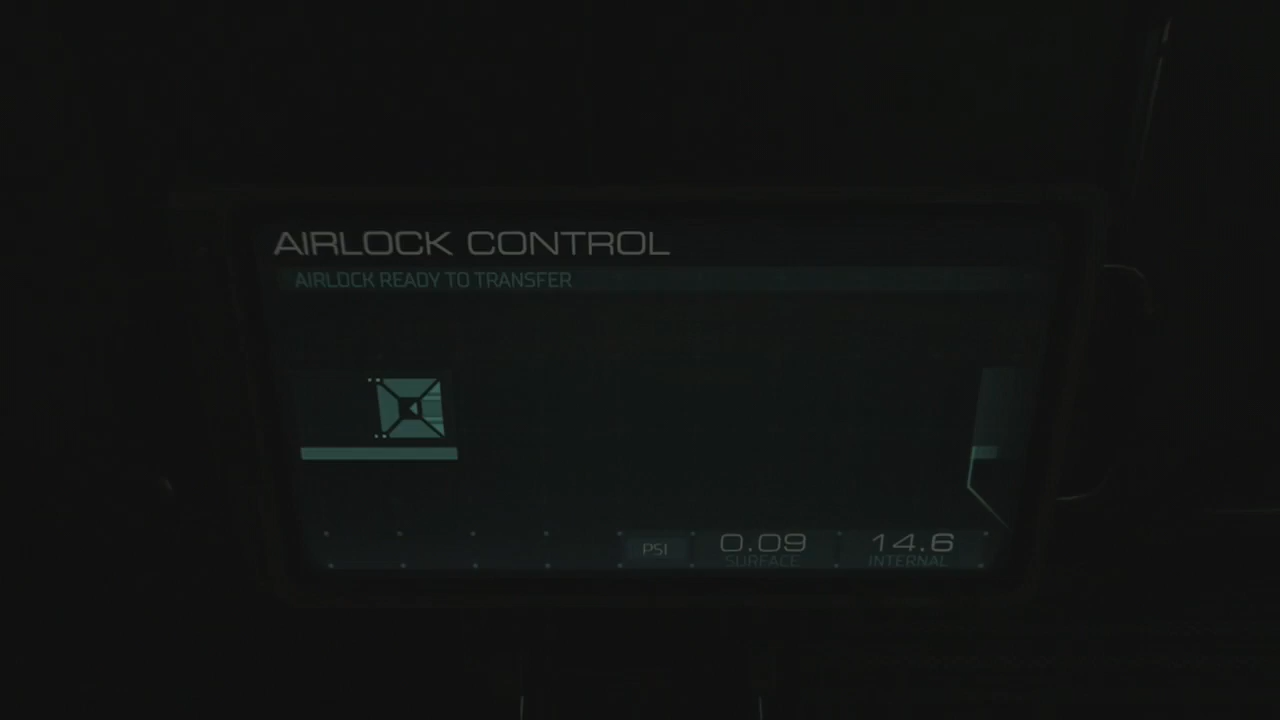 AIRLOCK CONTROL
AIRLOCK READY TO TRANSFER
PSI
0.09
SURFACE
14.6
INTERNAL